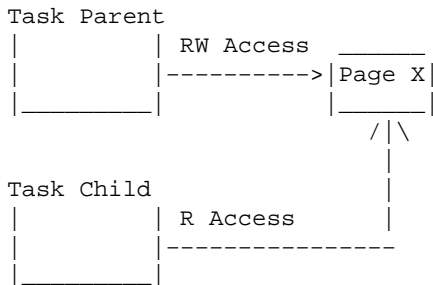 Task Parent
RW Access
Page X
Task Child
R Access